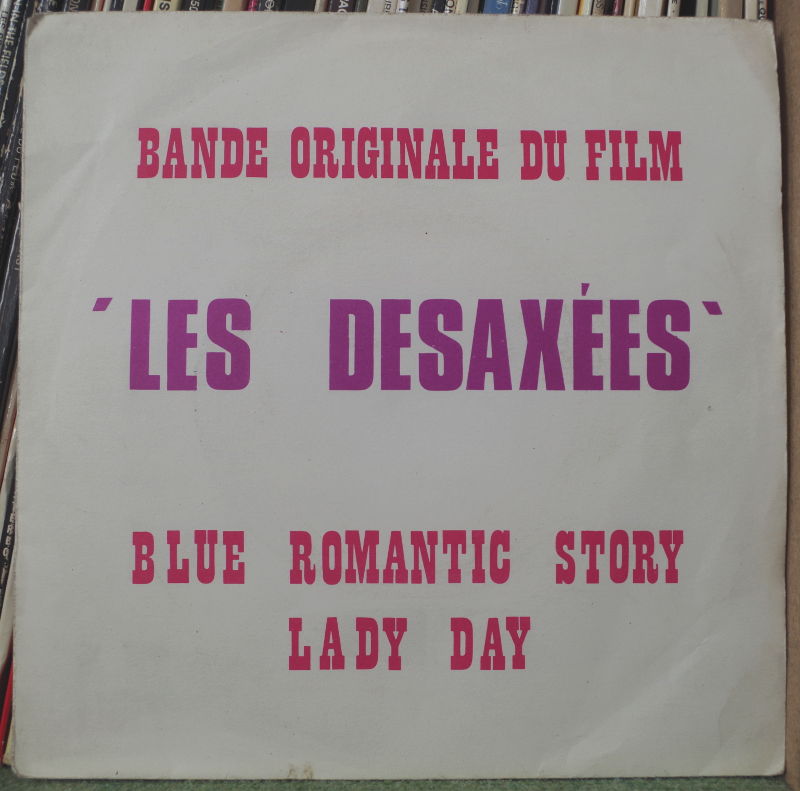 BANDE ORIGINALE DU FILM
´LES DESAXÉES`
BLUE ROMANTIC STORY
LADY DAY